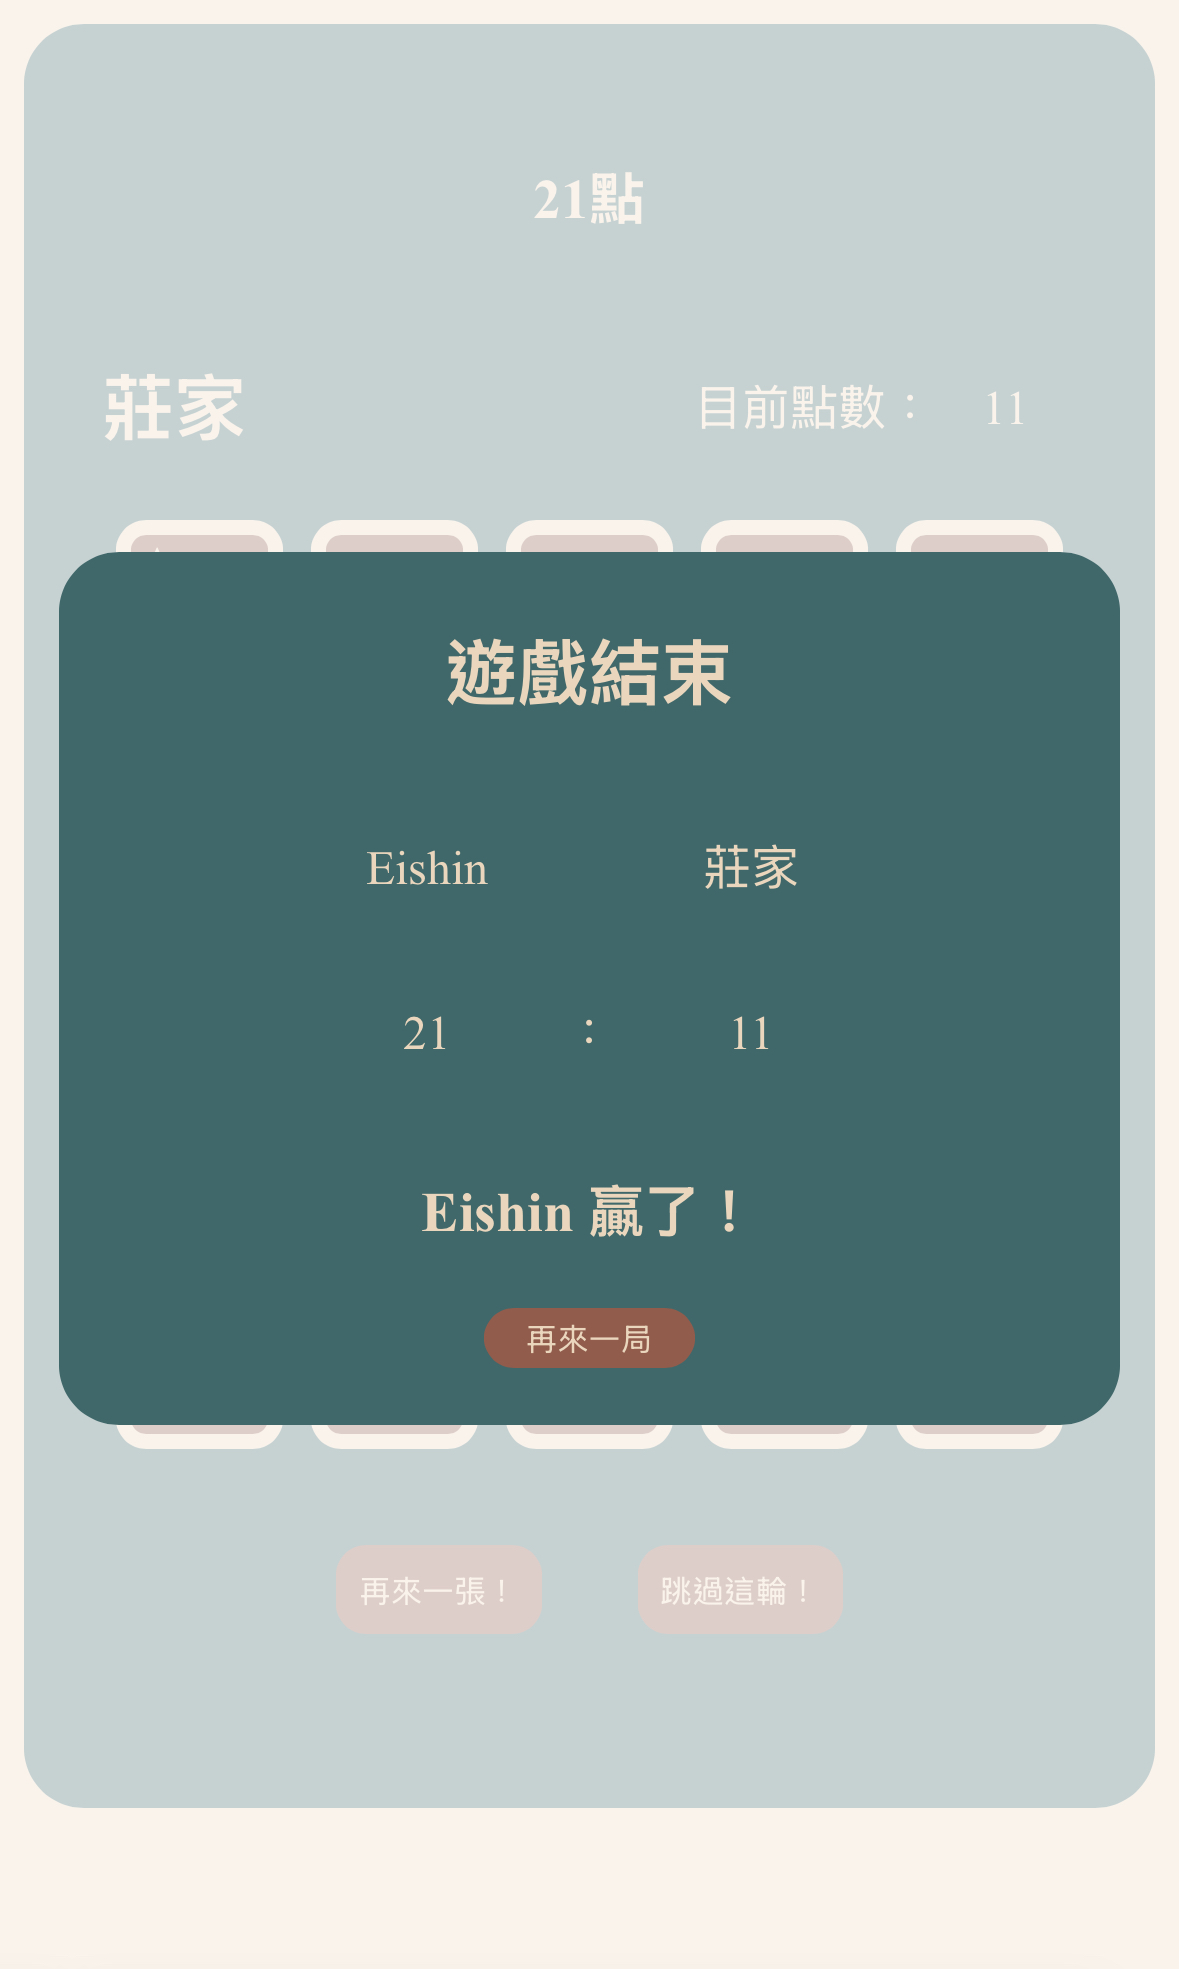 21點
莊家
目前點數： 11
遊戲結束
Eishin 莊家
21 : 11
Eishin 贏了！
再來一局
再來一張！ 跳過這輪！